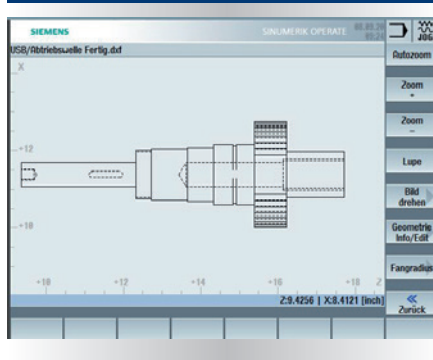 SIEMENS
SINUMERIK OPERATE
JOG
USB/Abtriebswelle Fertig.dxf
Autozoom
X
Zoom
+
Zoom
-
-+12
Lupe
Bild
drehen
-+10
Geometrie
Info/Edit
Fangradius
+10
+12
+14
+16
+18
Z
Z:9.4256 | X:8.4121 [inch]
Zurück